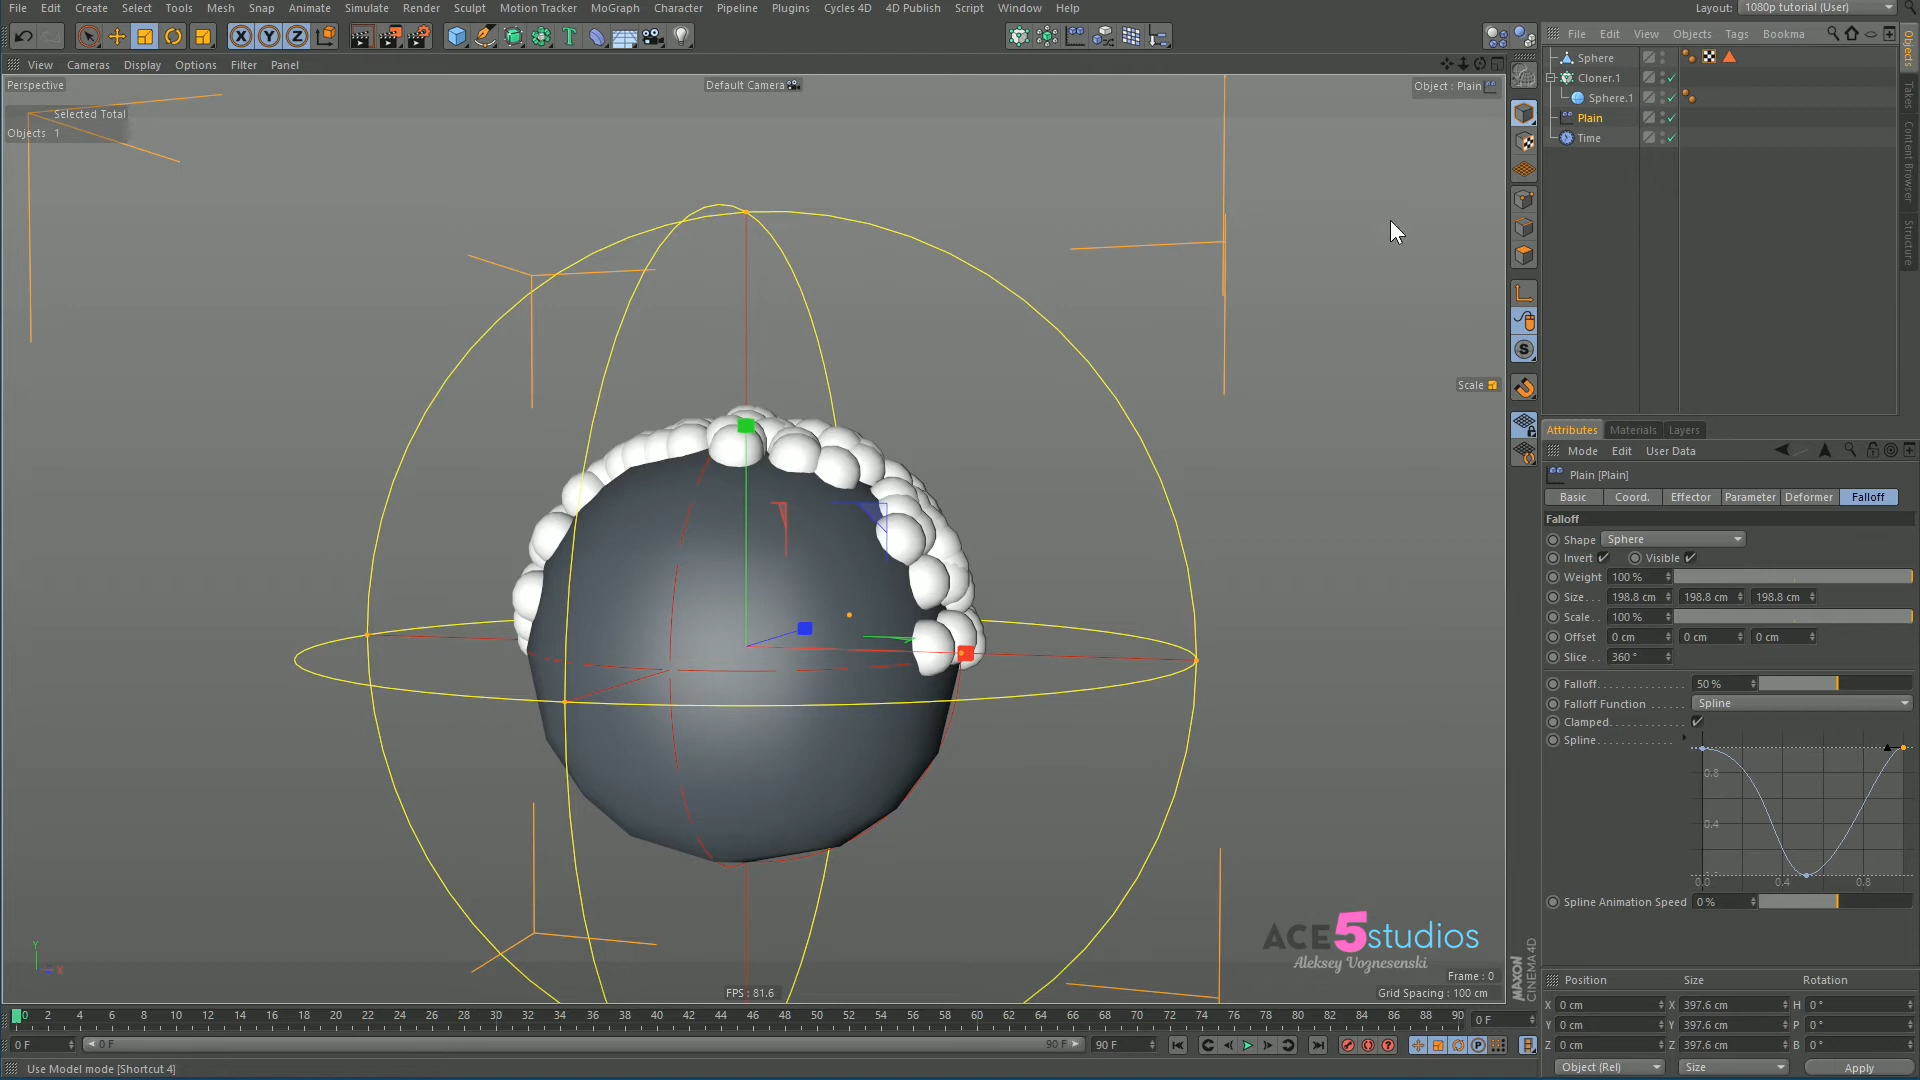 File Edit Create Select Tools Mesh Snap Animate Simulate Render Sculpt Motion Tracker MoGraph Character Pipeline Plugins Cycles 4D 4D Publish Script Window Help
Layout: 1080p tutorial (User)
View Cameras Display Options Filter Panel
File Edit View Objects Tags Bookma
Perspective
Default Camera
Object : Plain
Selected Total
Objects 1
Scale
Sphere
Cloner.1
Sphere.1
Plain
Time
Objects
Takes
Content Browser
Structure
Attributes Materials Layers
Mode Edit User Data
Plain [Plain]
Basic Coord. Effector Parameter Deformer Falloff
Falloff
Shape Sphere
Invert Visible
Weight 100 %
Size. . . 198.8 cm 198.8 cm 198.8 cm
Scale. . 100 %
Offset 0 cm 0 cm 0 cm
Slice . . 360 °
Falloff. . . . . . . . . . . . 50 %
Falloff Function . . . . . . Spline
Clamped. . . . . . . . . . .
Spline. . . . . . . . . . . .
0.8
0.4
0.0 0.4 0.8
Spline Animation Speed 0 %
ACE5studios
Aleksey Voznesenski
Frame : 0
FPS : 81.6
Grid Spacing : 100 cm
Y
X
MAXON
CINEMA 4D
0 2 4 6 8 10 12 14 16 18 20 22 24 26 28 30 32 34 36 38 40 42 44 46 48 50 52 54 56 58 60 62 64 66 68 70 72 74 76 78 80 82 84 86 88 90 0 F
0 F 0 F 90 F 90 F
Use Model mode [Shortcut 4]
Position Size Rotation
X 0 cm X 397.6 cm H 0 °
Y 0 cm Y 397.6 cm P 0 °
Z 0 cm Z 397.6 cm B 0 °
Object (Rel) Size Apply